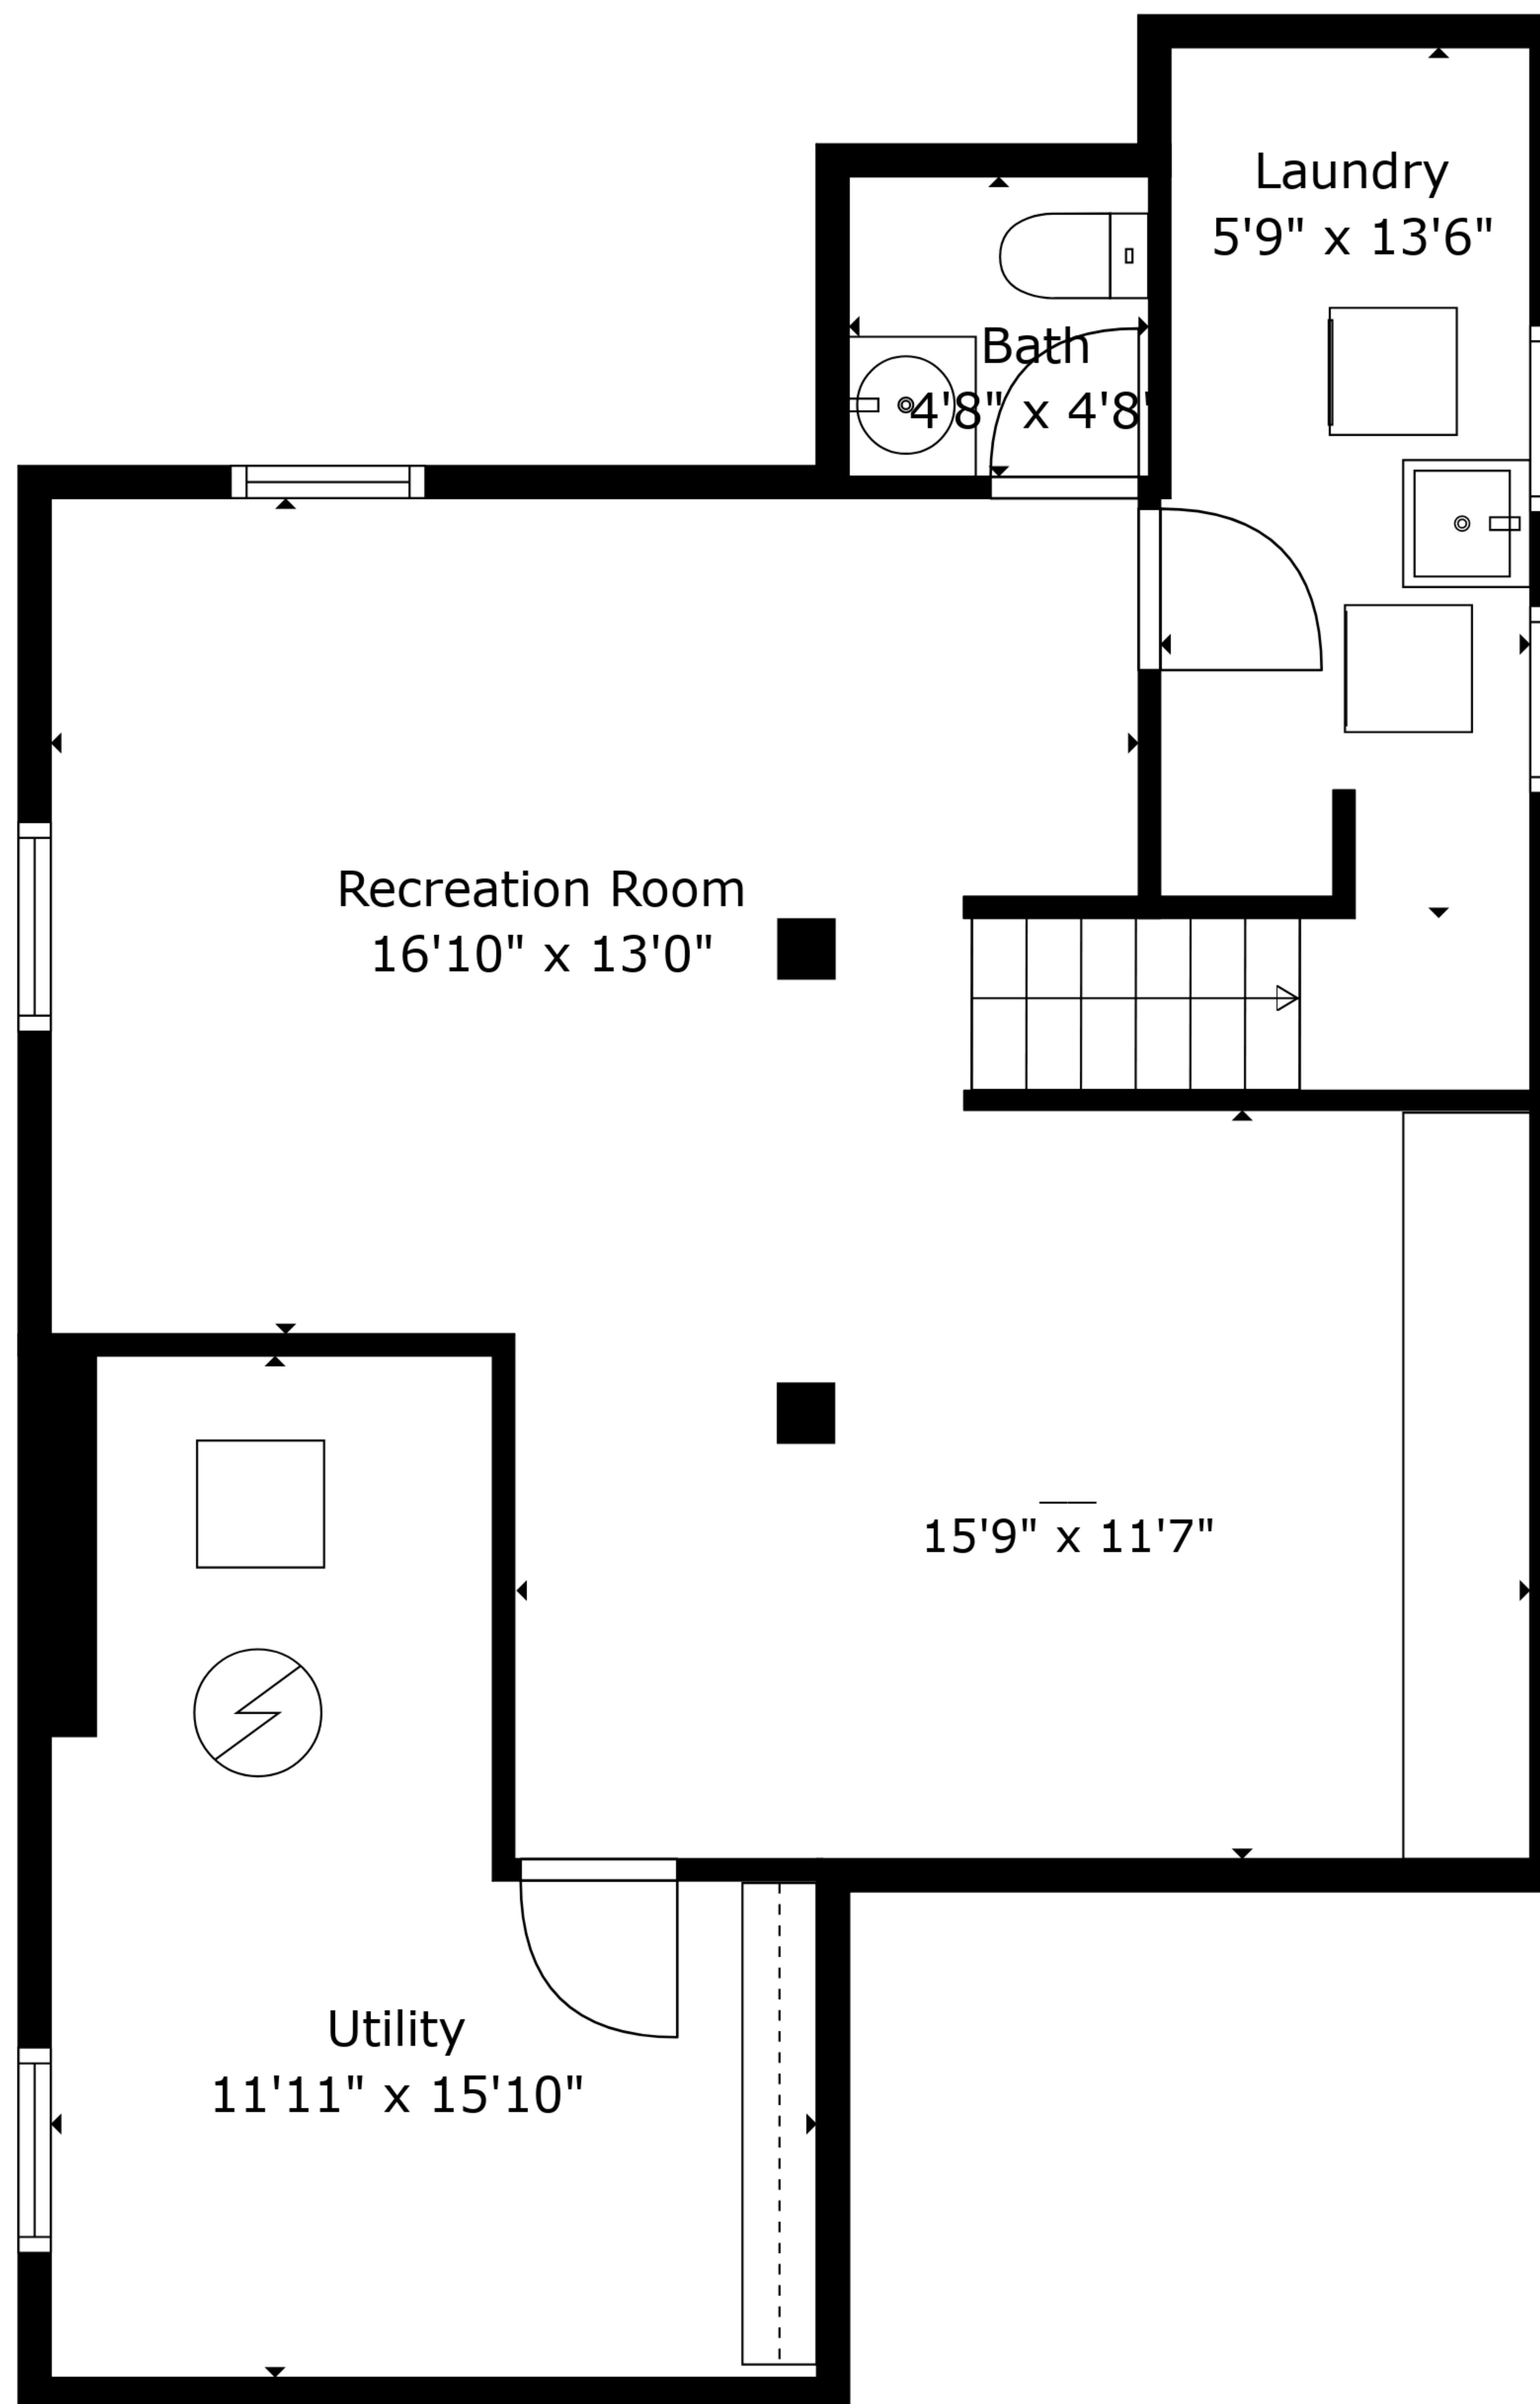 Laundry
5'9" x 13'6"
Bath
4'8" x 4'8"
Recreation Room
16'10" x 13'0"
15'9" x 11'7"
Utility
11'11" x 15'10"